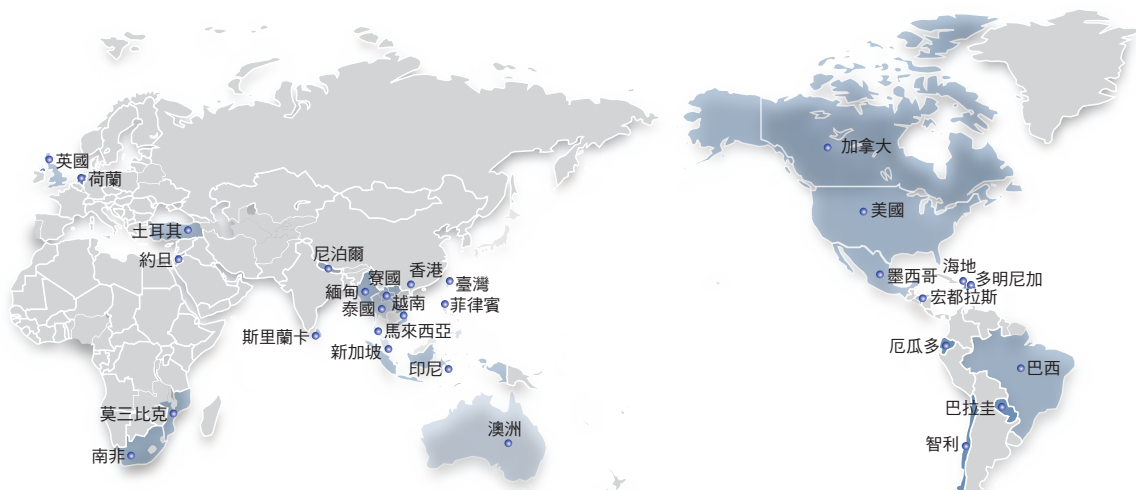 英國
荷蘭
土耳其
約旦
尼泊爾
寮國
香港
臺灣
緬甸
泰國
越南
菲律賓
斯里蘭卡
馬來西亞
新加坡
印尼
莫三比克
南非
澳洲
加拿大
美國
墨西哥
海地
多明尼加
宏都拉斯
厄瓜多
巴西
巴拉圭
智利